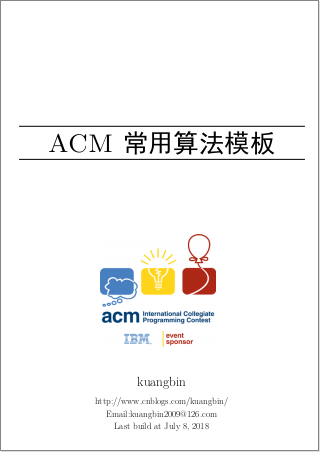 ACM 常用算法模板
acm International Collegiate
Programming Contest
IBM. event
sponsor
kuangbin
http://www.cnblogs.com/kuangbin/
Email:kuangbin2009@126.com
Last build at July 8, 2018